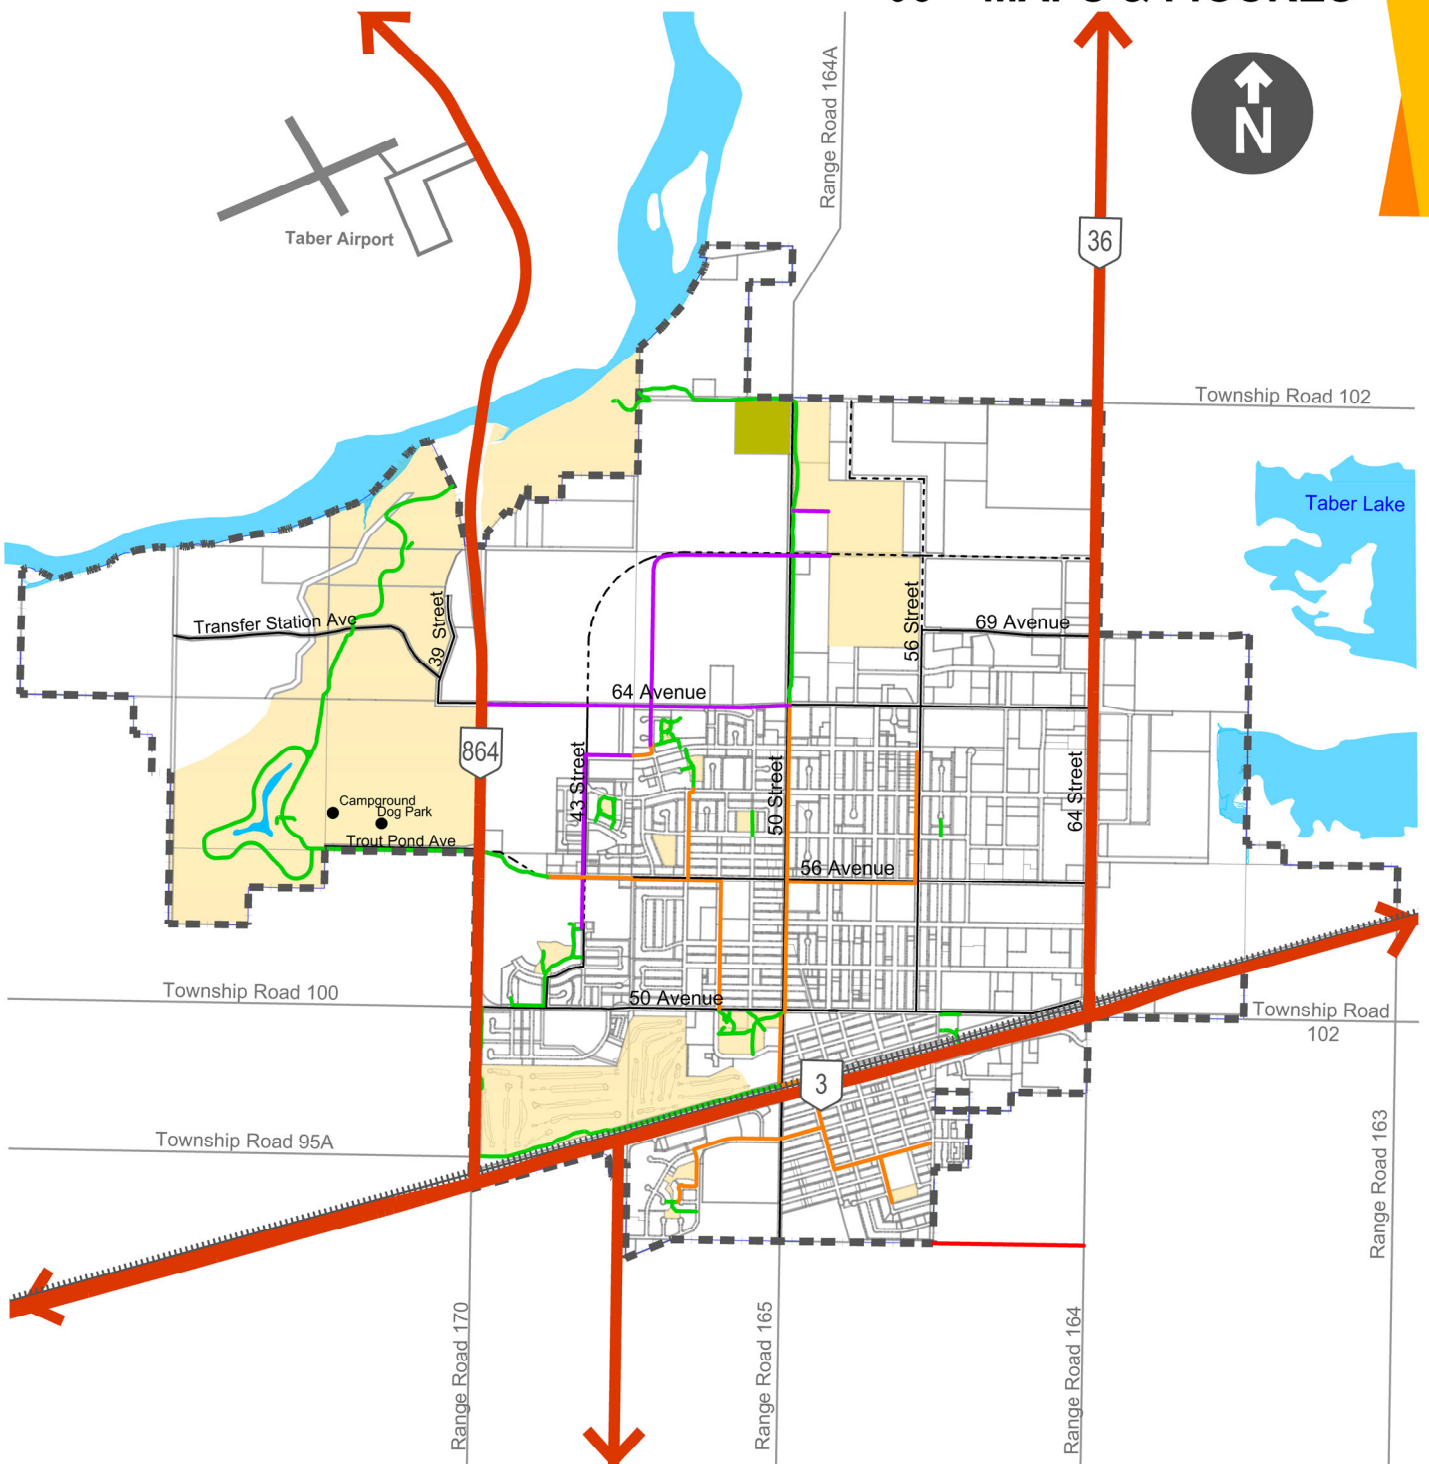 Range Road 164A
N
Taber Airport
36
Township Road 102
Taber Lake
Transfer Station Ave
39 Street
56 Street
69 Avenue
64 Avenue
864
43 Street
50 Street
64 Street
Campground
Dog Park
Trout Pond Ave
56 Avenue
Township Road 100
50 Avenue
Township Road
102
3
Township Road 95A
Range Road 163
Range Road 170
Range Road 165
Range Road 164